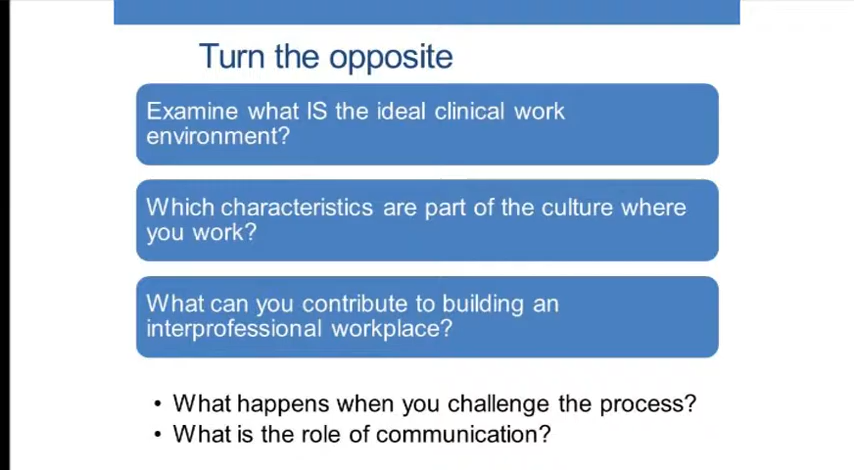 Turn the opposite
Examine what IS the ideal clinical work
environment?
Which characteristics are part of the culture where
you work?
What can you contribute to building an
interprofessional workplace?
• What happens when you challenge the process?
• What is the role of communication?